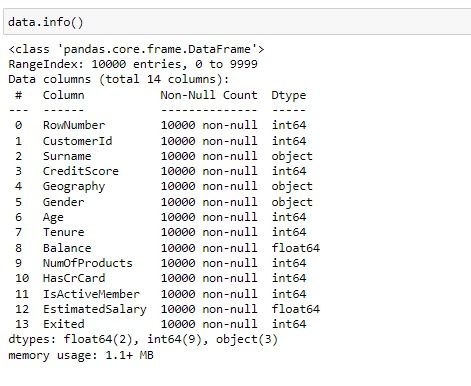 data.info()
<class 'pandas.core.frame.DataFrame'>
RangeIndex: 10000 entries, 0 to 9999
Data columns (total 14 columns):
 #   Column           Non-Null Count  Dtype
---  ------           --------------  -----
 0   RowNumber        10000 non-null  int64
 1   CustomerId       10000 non-null  int64
 2   Surname          10000 non-null  object
 3   CreditScore      10000 non-null  int64
 4   Geography        10000 non-null  object
 5   Gender           10000 non-null  object
 6   Age              10000 non-null  int64
 7   Tenure           10000 non-null  int64
 8   Balance          10000 non-null  float64
 9   NumOfProducts    10000 non-null  int64
 10  HasCrCard        10000 non-null  int64
 11  IsActiveMember   10000 non-null  int64
 12  EstimatedSalary  10000 non-null  float64
 13  Exited           10000 non-null  int64
dtypes: float64(2), int64(9), object(3)
memory usage: 1.1+ MB